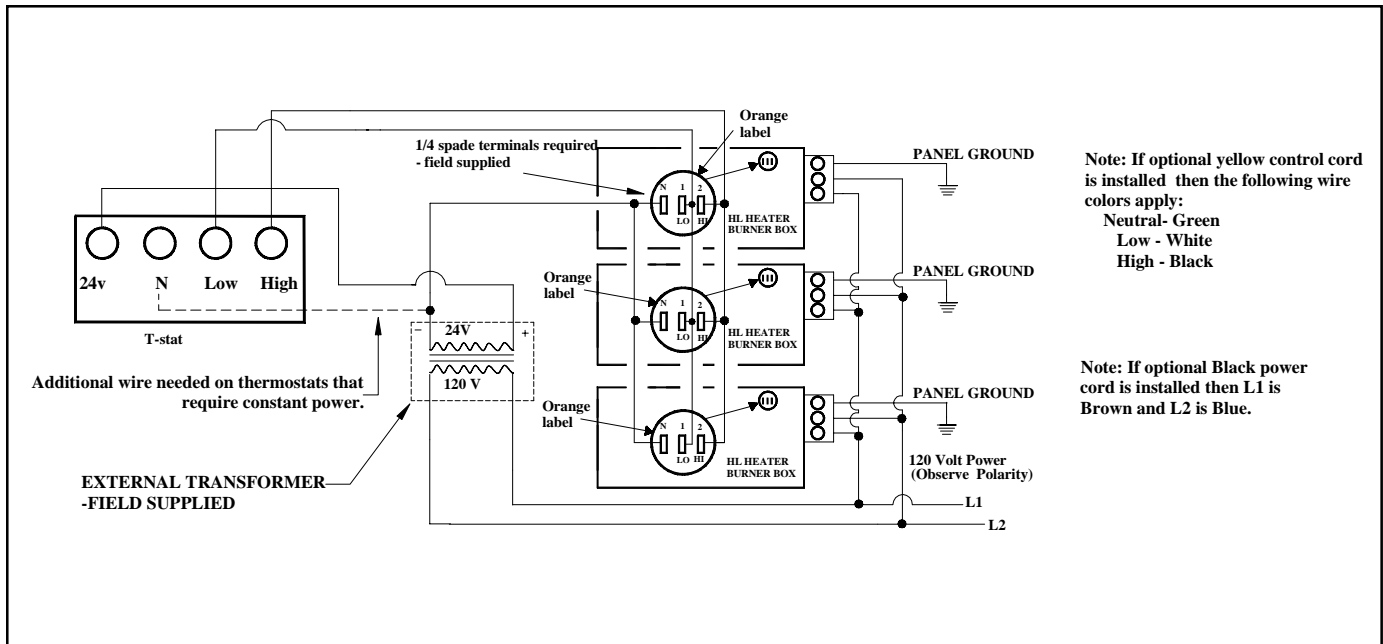 Orange
label
1/4 spade terminals required
- field supplied
N 1 2
LO HI
HL HEATER
BURNER BOX
PANEL GROUND
Note: If optional yellow control cord
is installed then the following wire
colors apply:
Neutral- Green
Low - White
High - Black
24v N Low High
T-stat
Orange
label
N 1 2
LO HI
HL HEATER
BURNER BOX
PANEL GROUND
- 24V +
120 V
Additional wire needed on thermostats that
require constant power.
Note: If optional Black power
cord is installed then L1 is
Brown and L2 is Blue.
Orange
label
N 1 2
LO HI
HL HEATER
BURNER BOX
PANEL GROUND
120 Volt Power
(Observe Polarity)
EXTERNAL TRANSFORMER
-FIELD SUPPLIED
L1
L2